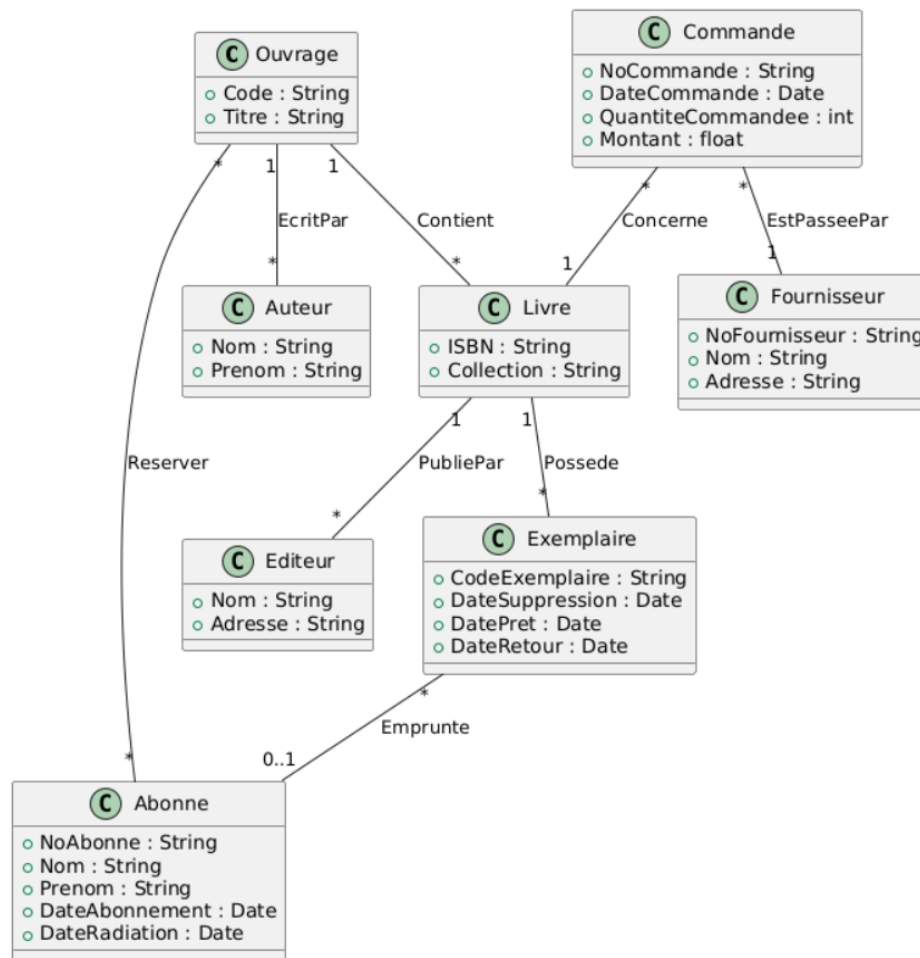 C Ouvrage
Code : String
Titre : String
C Commande
NoCommande : String
DateCommande : Date
QuantiteCommandee : int
Montant : float
* 1 1
* *
EcritPar Contient Concerne EstPasseePar
* * 1 1
C Auteur
Nom : String
Prenom : String
C Livre
ISBN : String
Collection : String
C Fournisseur
NoFournisseur : String
Nom : String
Adresse : String
1 1
Reserver PubliePar Possede
* *
C Editeur
Nom : String
Adresse : String
C Exemplaire
CodeExemplaire : String
DateSuppression : Date
DatePret : Date
DateRetour : Date
*
Emprunte
* 0..1
C Abonne
NoAbonne : String
Nom : String
Prenom : String
DateAbonnement : Date
DateRadiation : Date